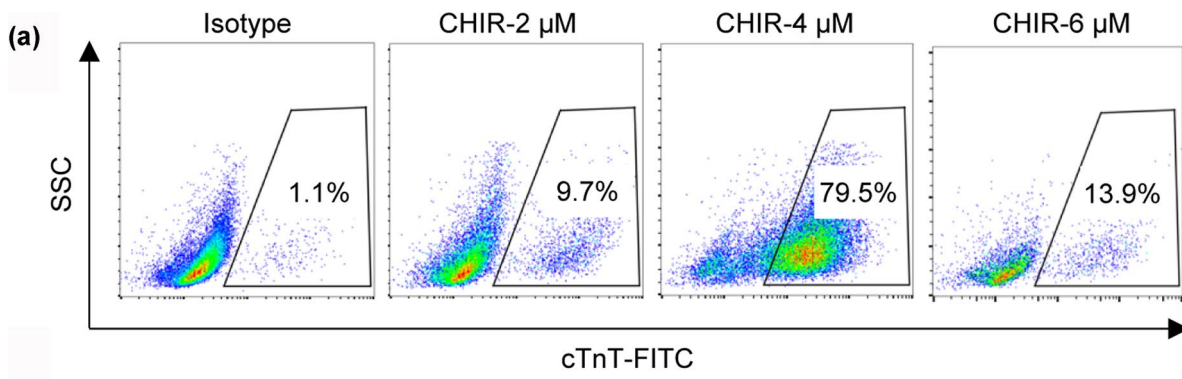 (a)
Isotype
CHIR-2 µM
CHIR-4 µM
CHIR-6 µM
SSC
1.1%
9.7%
79.5%
13.9%
cTnT-FITC